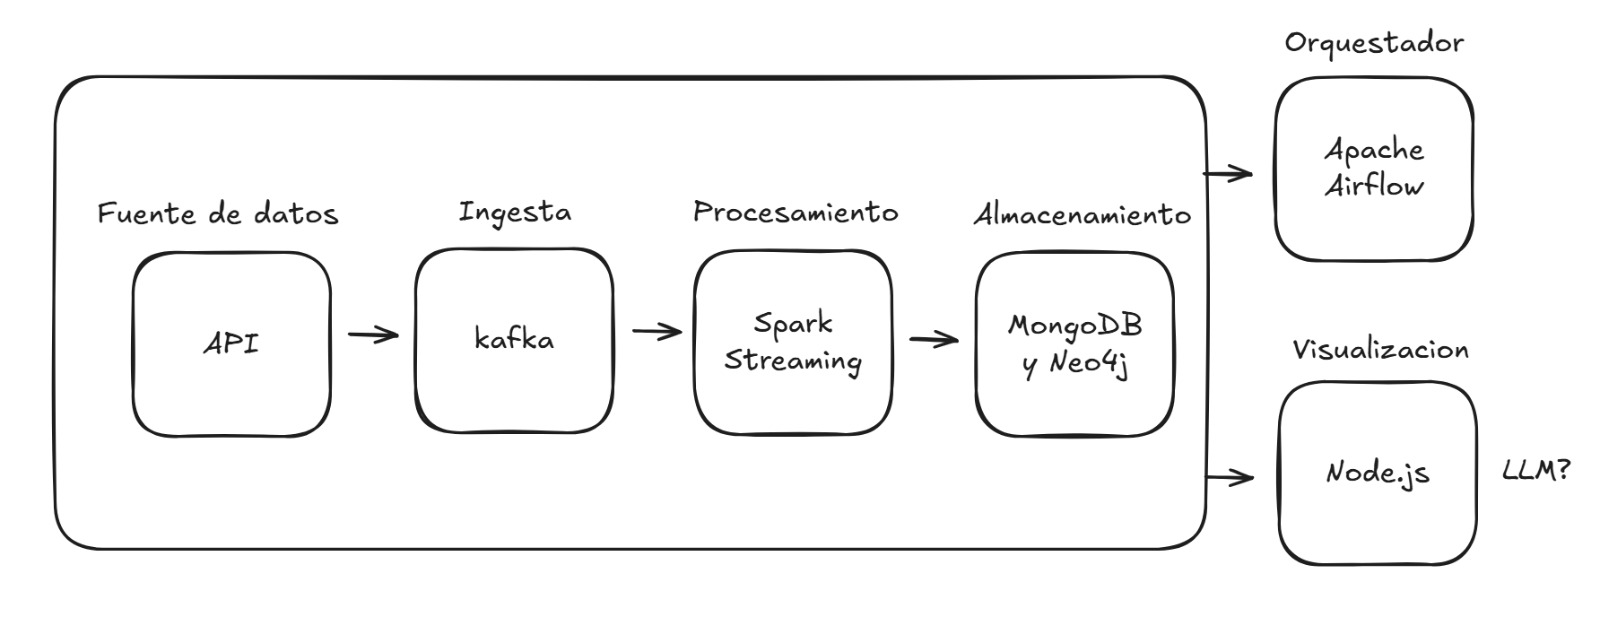 Orquestador
Apache
Airflow
Fuente de datos
Ingesta
Procesamiento
Almacenamiento
API
kafka
Spark
Streaming
MongoDB
y Neo4j
Visualizacion
Node.js
LLM?